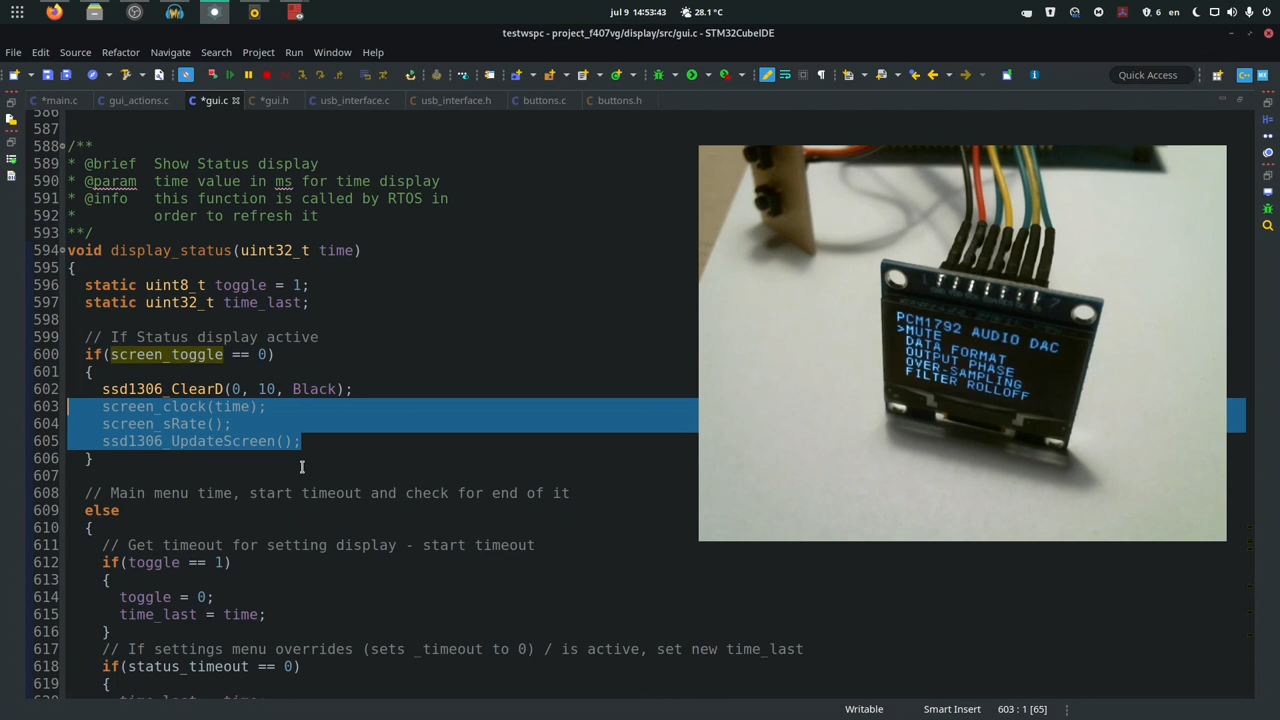 jul 9 14:53:43
28.1 °C
6 en
testwspc - project_f407vg/display/src/gui.c - STM32CubeIDE
File Edit Source Refactor Navigate Search Project Run Window Help
Quick Access
*main.c gui_actions.c *gui.c *gui.h usb_interface.c usb_interface.h buttons.c buttons.h
586
587
588 /**
589 * @brief Show Status display
590 * @param time value in ms for time display
591 * @info this function is called by RTOS in
592 * order to refresh it
593 **/
594 void display_status(uint32_t time)
595 {
596 static uint8_t toggle = 1;
597 static uint32_t time_last;
598
599 // If Status display active
600 if(screen_toggle == 0)
601 {
602 ssd1306_ClearD(0, 10, Black);
603 screen_clock(time);
604 screen_sRate();
605 ssd1306_UpdateScreen();
606 }
607
608 // Main menu time, start timeout and check for end of it
609 else
610 {
611 // Get timeout for setting display - start timeout
612 if(toggle == 1)
613 {
614 toggle = 0;
615 time_last = time;
616 }
617 // If settings menu overrides (sets _timeout to 0) / is active, set new time_last
618 if(status_timeout == 0)
619 {
620 time_last = time;
PCM1792 AUDIO DAC
>MUTE
DATA FORMAT
OUTPUT PHASE
OVER-SAMPLING
FILTER ROLLOFF
Writable Smart Insert 603 : 1 [65]